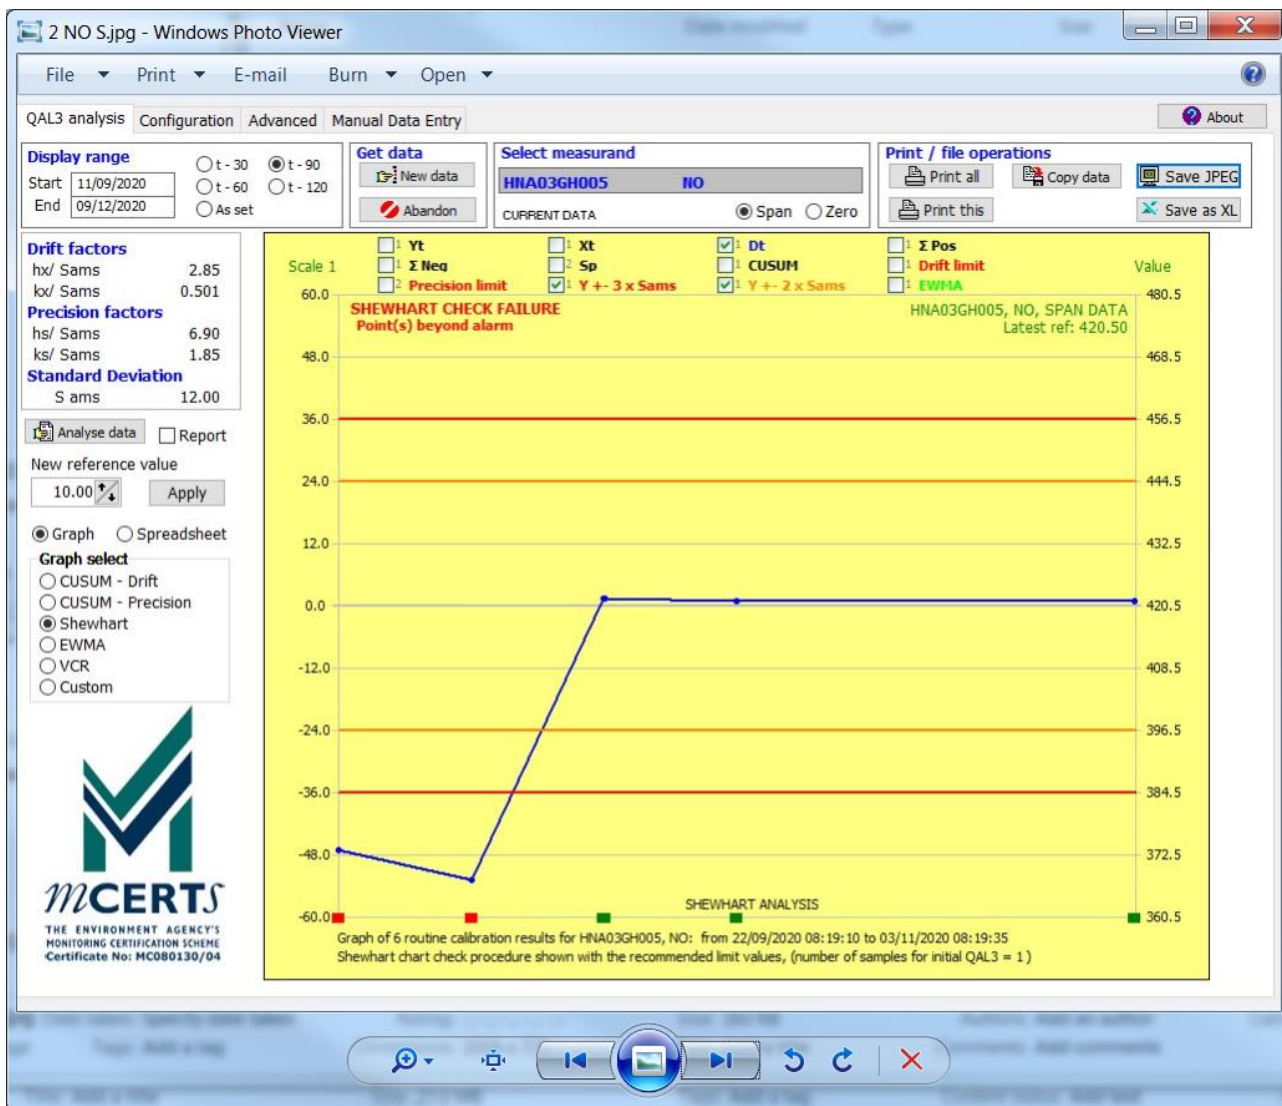 2 NO S.jpg - Windows Photo Viewer
File Print E-mail Burn Open
QAL3 analysis Configuration Advanced Manual Data Entry About
Display range
t - 30 t - 90
Start 11/09/2020 t - 60 t - 120
End 09/12/2020 As set
Get data
New data
Abandon
Select measurand
HNA03GH005 NO
CURRENT DATA Span Zero
Print / file operations
Print all Copy data Save JPEG
Print this Save as XL
Drift factors
hx/ Sams 2.85
kx/ Sams 0.501
Precision factors
hs/ Sams 6.90
ks/ Sams 1.85
Standard Deviation
S ams 12.00
Analyse data Report
New reference value
10.00 Apply
Graph Spreadsheet
Graph select
CUSUM - Drift
CUSUM - Precision
Shewhart
EWMA
VCR
Custom
mCERTS
THE ENVIRONMENT AGENCY'S
MONITORING CERTIFICATION SCHEME
Certificate No: MC080130/04
1 Yt 1 Xt 1 Dt 1 Σ Pos
Scale 1 1 Σ Neg 2 Sp 1 CUSUM 1 Drift limit Value
2 Precision limit 1 Y +- 3 x Sams 1 Y +- 2 x Sams 1 EWMA
60.0 480.5
SHEWHART CHECK FAILURE HNA03GH005, NO, SPAN DATA
Point(s) beyond alarm Latest ref: 420.50
48.0 468.5
36.0 456.5
24.0 444.5
12.0 432.5
0.0 420.5
-12.0 408.5
-24.0 396.5
-36.0 384.5
-48.0 372.5
SHEWHART ANALYSIS
-60.0 360.5
Graph of 6 routine calibration results for HNA03GH005, NO: from 22/09/2020 08:19:10 to 03/11/2020 08:19:35
Shewhart chart check procedure shown with the recommended limit values, (number of samples for initial QAL3 = 1 )